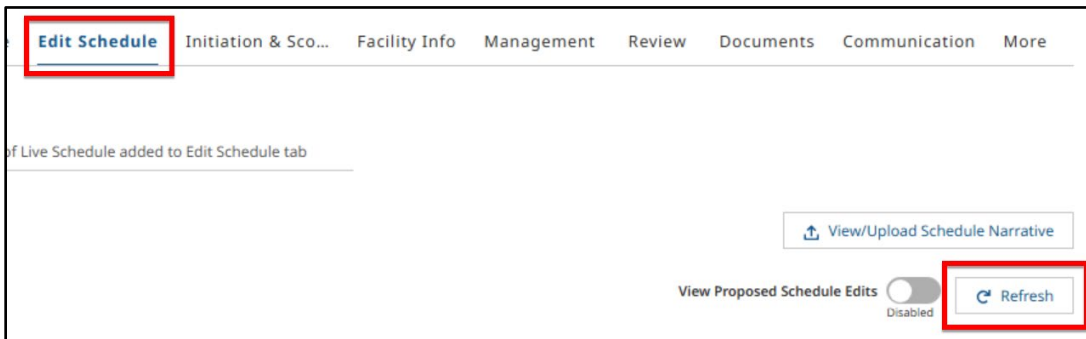 Edit Schedule Initiation & Sco... Facility Info Management Review Documents Communication More
of Live Schedule added to Edit Schedule tab
View/Upload Schedule Narrative
View Proposed Schedule Edits Refresh
Disabled